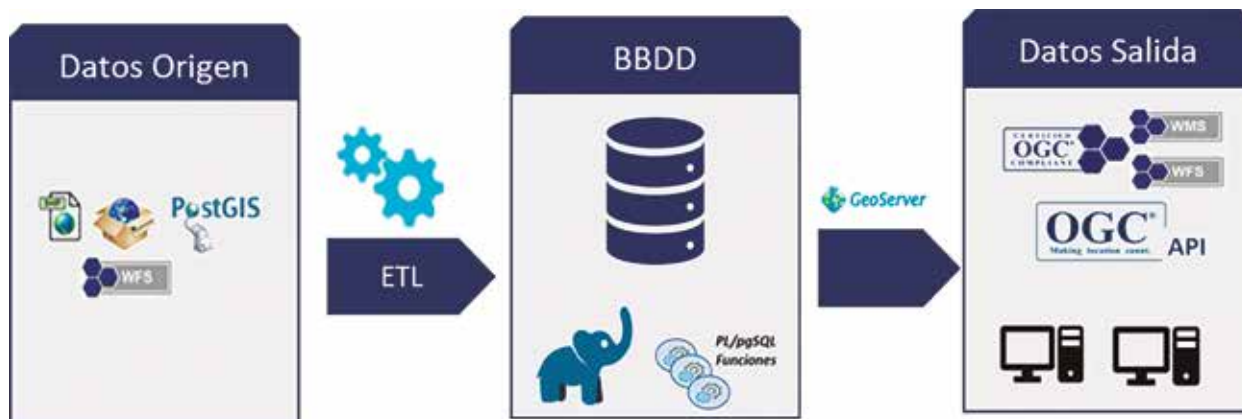 Datos Origen
PostGIS
WFS
ETL
BBDD
PL/pgSQL
Funciones
GeoServer
Datos Salida
CERTIFIED
OGC®
COMPLIANT
WMS
WFS
OGC®
Making location count.
API